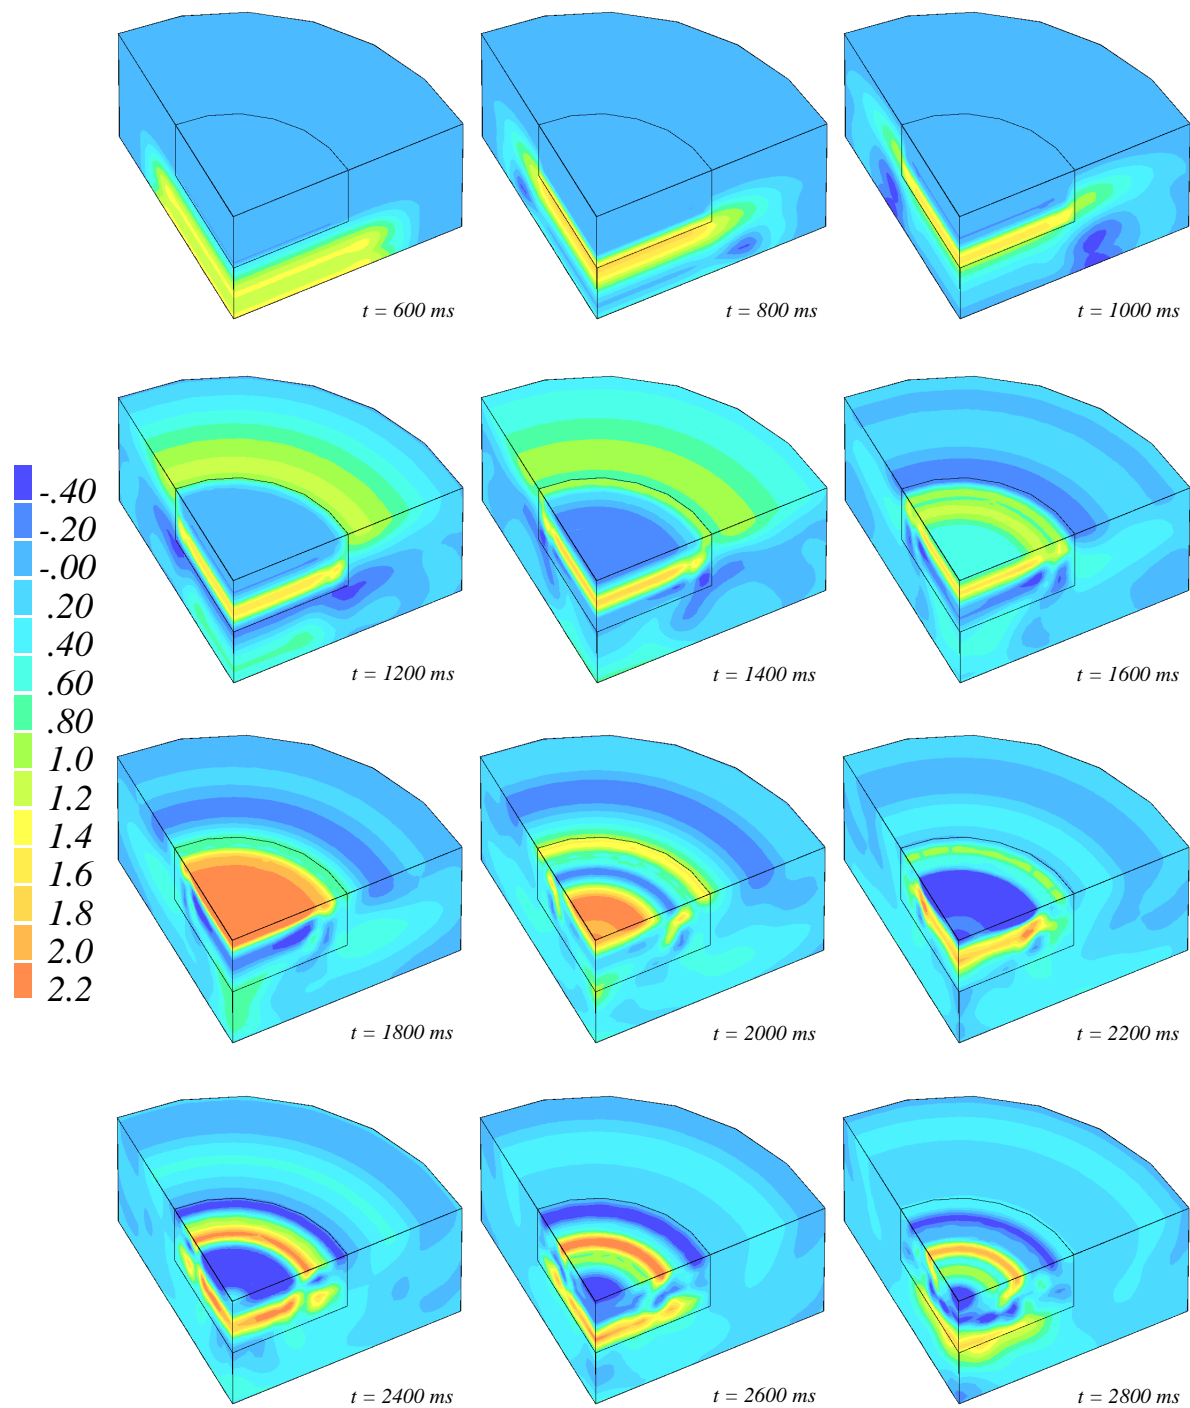 t = 600 ms
t = 800 ms
t = 1000 ms
-.40
-.20
-.00
.20
.40
.60
.80
1.0
1.2
1.4
1.6
1.8
2.0
2.2
t = 1200 ms
t = 1400 ms
t = 1600 ms
t = 1800 ms
t = 2000 ms
t = 2200 ms
t = 2400 ms
t = 2600 ms
t = 2800 ms